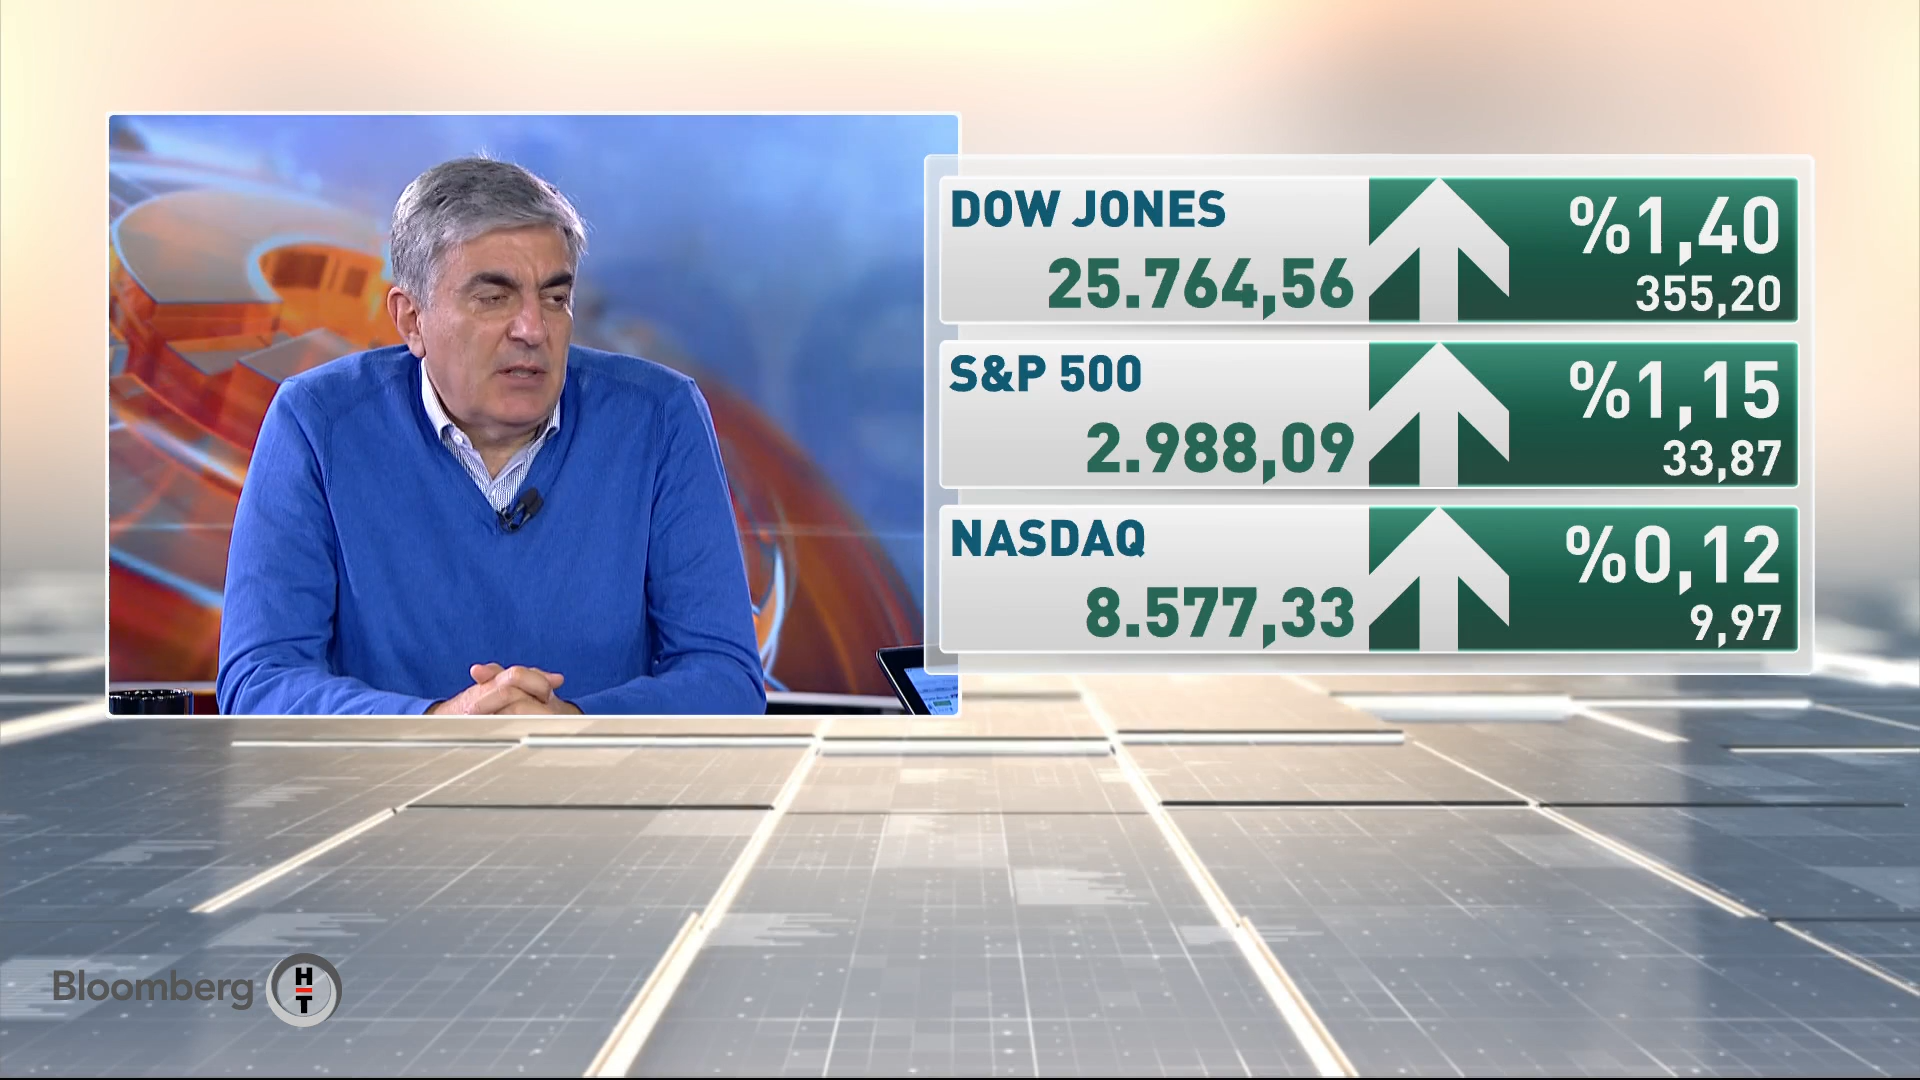 DOW JONES
25.764,56
%1,40
355,20
S&P 500
2.988,09
%1,15
33,87
NASDAQ
8.577,33
%0,12
9,97
Bloomberg HT